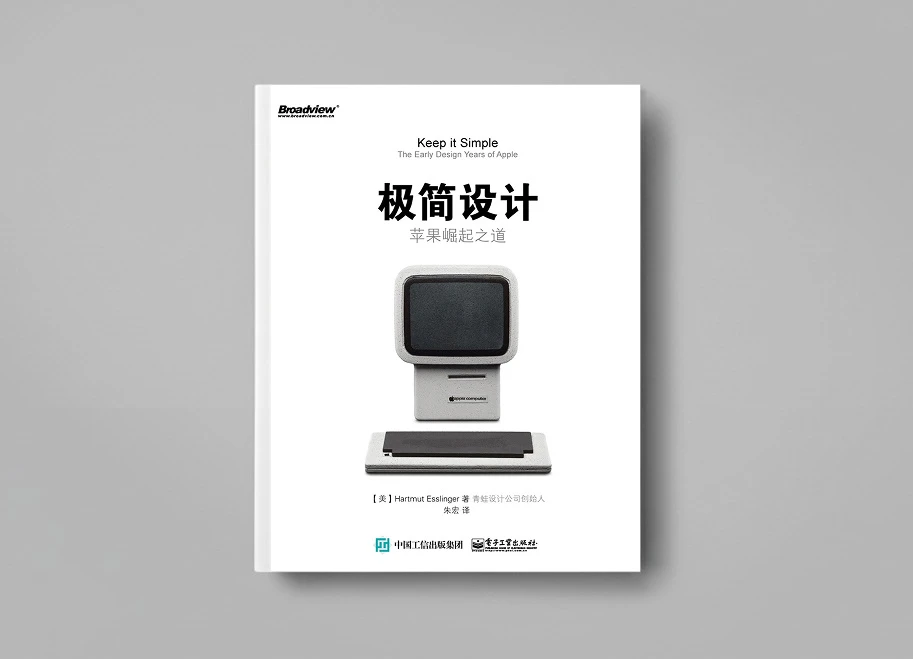 Broadview®
www.broadview.com.cn
Keep it Simple
The Early Design Years of Apple
极简设计
苹果崛起之道
apple computer
【美】Hartmut Esslinger 著 青蛙设计公司创始人
朱宏 译
中国工信出版集团 电子工业出版社